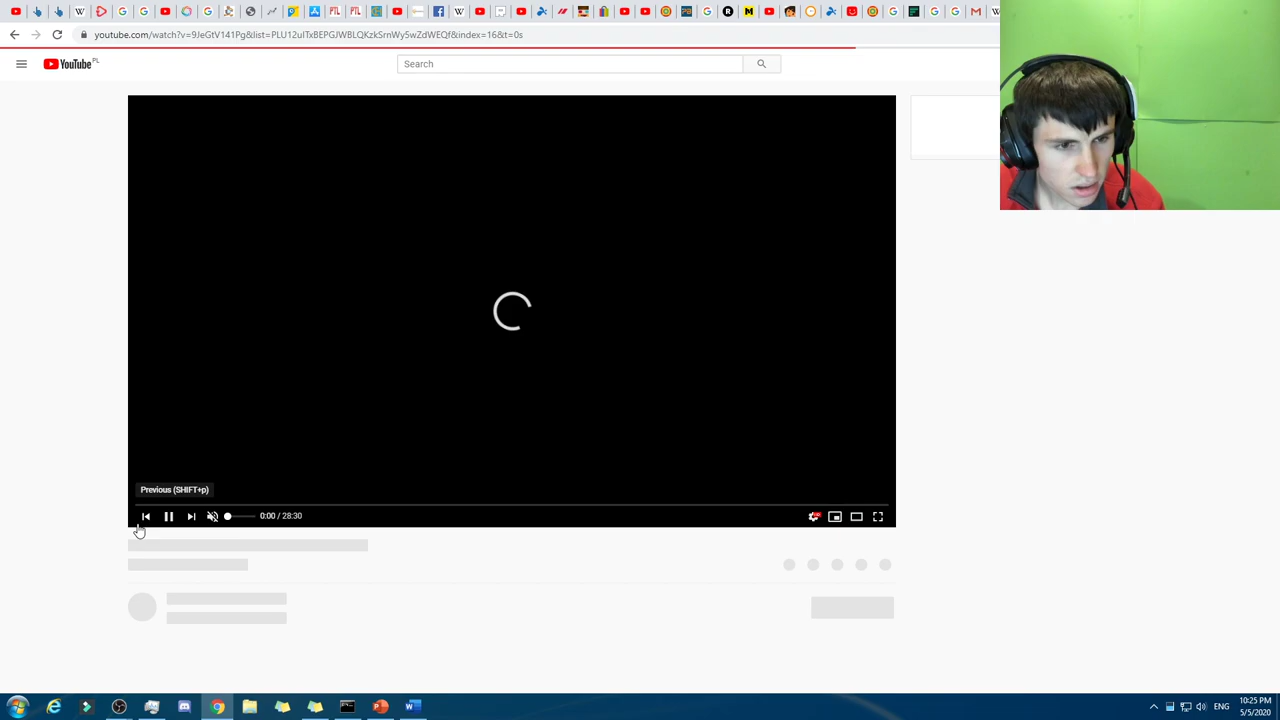 youtube.com/watch?v=9JeGtV141Pg&list=PLU12uITxBEPGJWBLQKzkSrnWy5wZdWEQf&index=16&t=0s
YouTube PL
Search
Previous (SHIFT+p)
0:00 / 28:30
ENG
10:25 PM
5/5/2020